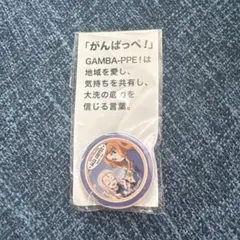 「がんばっぺ!」
GAMBA-PPE!は
地域を愛し、
気持ちを共有し、
大洗の底力を
信じる言葉。